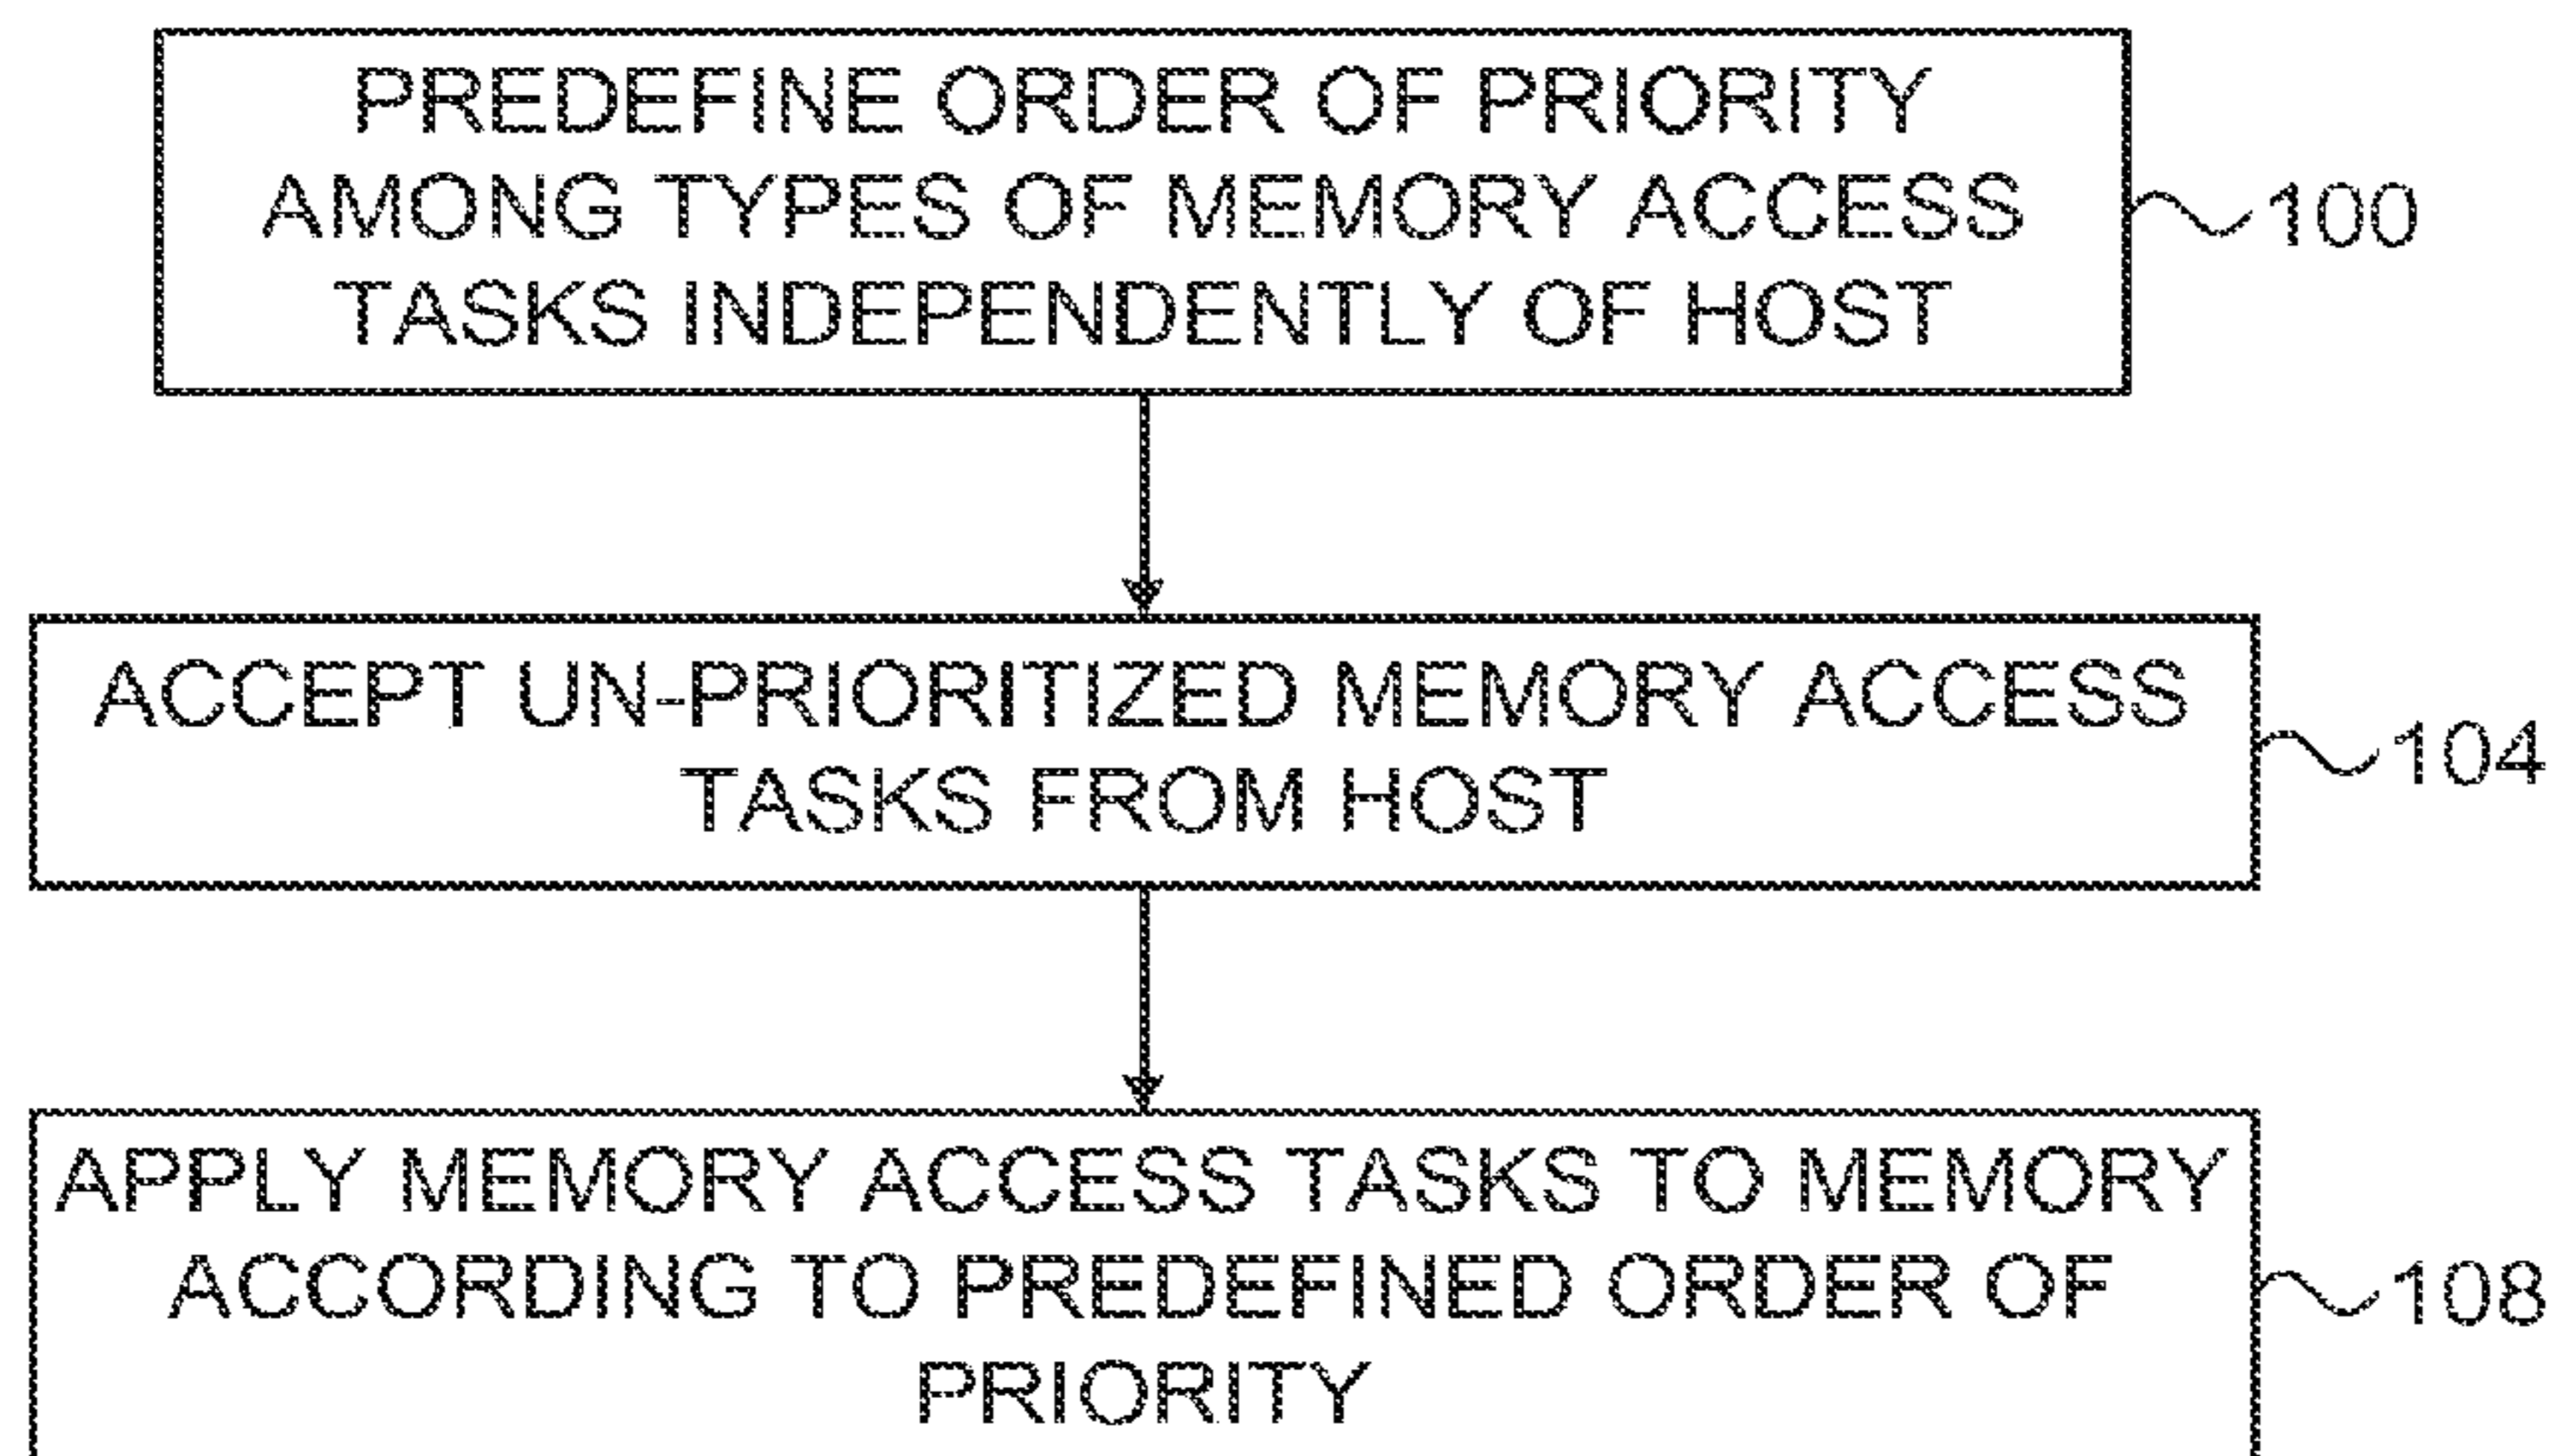 PREDEFINE ORDER OF PRIORITY
AMONG TYPES OF MEMORY ACCESS
TASKS INDEPENDENTLY OF HOST
100
ACCEPT UN-PRIORITIZED MEMORY ACCESS
TASKS FROM HOST
104
APPLY MEMORY ACCESS TASKS TO MEMORY
ACCORDING TO PREDEFINED ORDER OF
PRIORITY
108